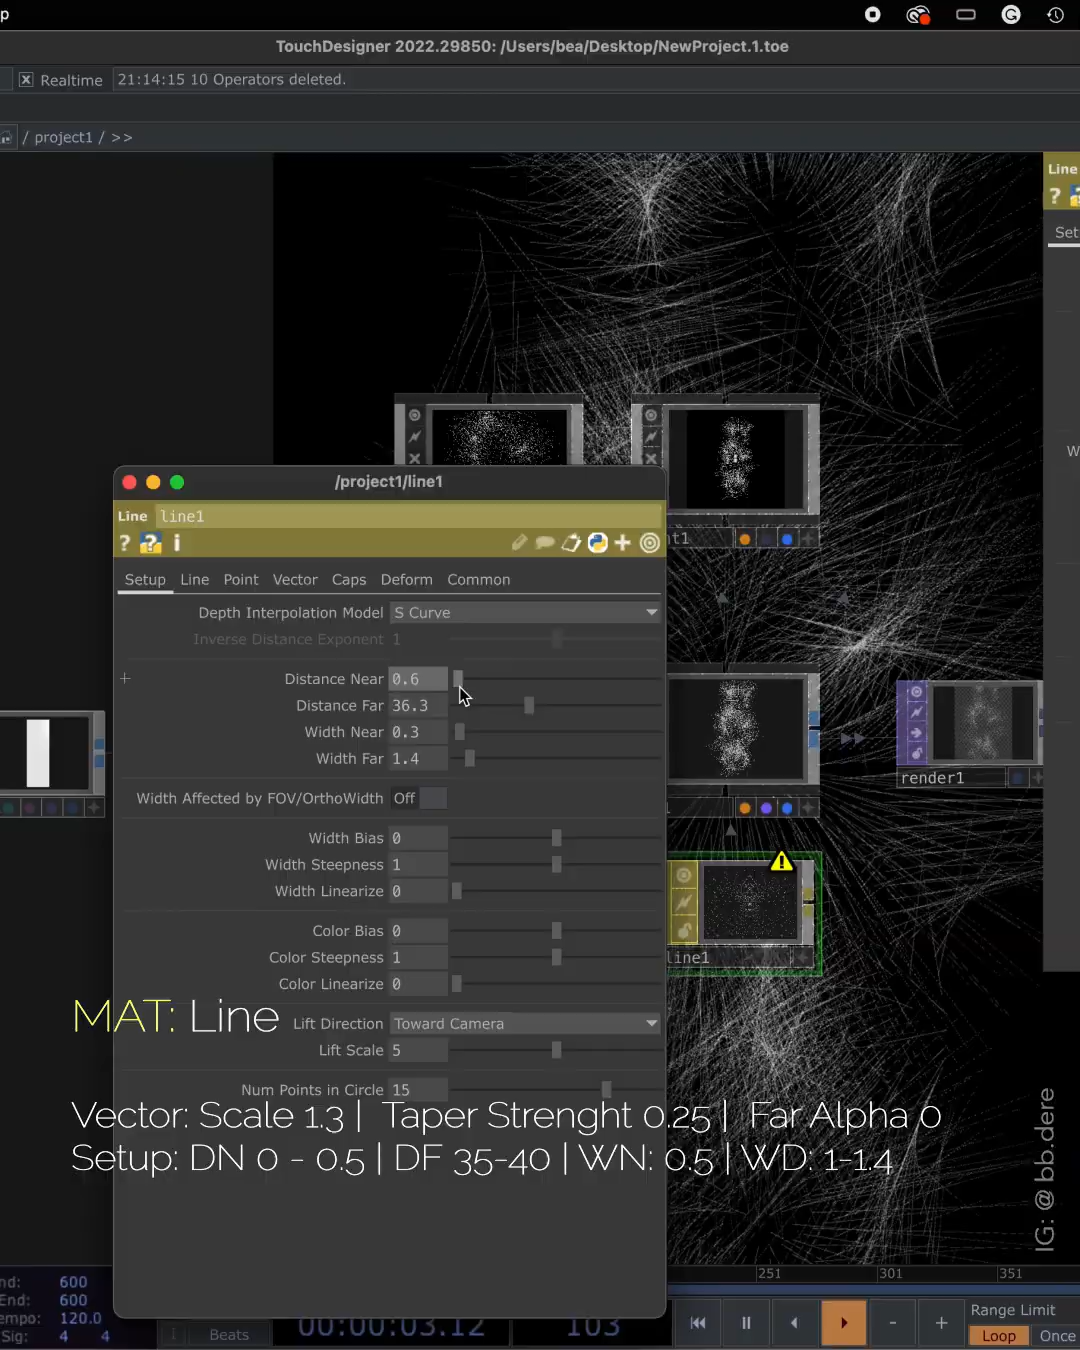 p
TouchDesigner 2022.29850: /Users/bea/Desktop/NewProject.1.toe
Realtime 21:14:15 10 Operators deleted.
/ project1 / >>
Line
?
Set
W
/project1/line1
Line line1
? ? i
Setup Line Point Vector Caps Deform Common
Depth Interpolation Model S Curve
Inverse Distance Exponent 1
Distance Near 0.6
Distance Far 36.3
Width Near 0.3
Width Far 1.4
Width Affected by FOV/OrthoWidth Off
Width Bias 0
Width Steepness 1
Width Linearize 0
Color Bias 0
Color Steepness 1
Color Linearize 0
Lift Direction Toward Camera
Lift Scale 5
Num Points in Circle 15
nt1
render1
line1
MAT: Line
Vector: Scale 1.3 | Taper Strenght 0.25 | Far Alpha 0
Setup: DN 0 - 0.5 | DF 35-40 | WN: 0.5 | WD: 1-1.4
IG: @ bb.dere
251 301 351
nd: 600
End: 600
empo: 120.0
Sig: 4 4
Beats
00:00:03.12
103
Range Limit
Loop Once